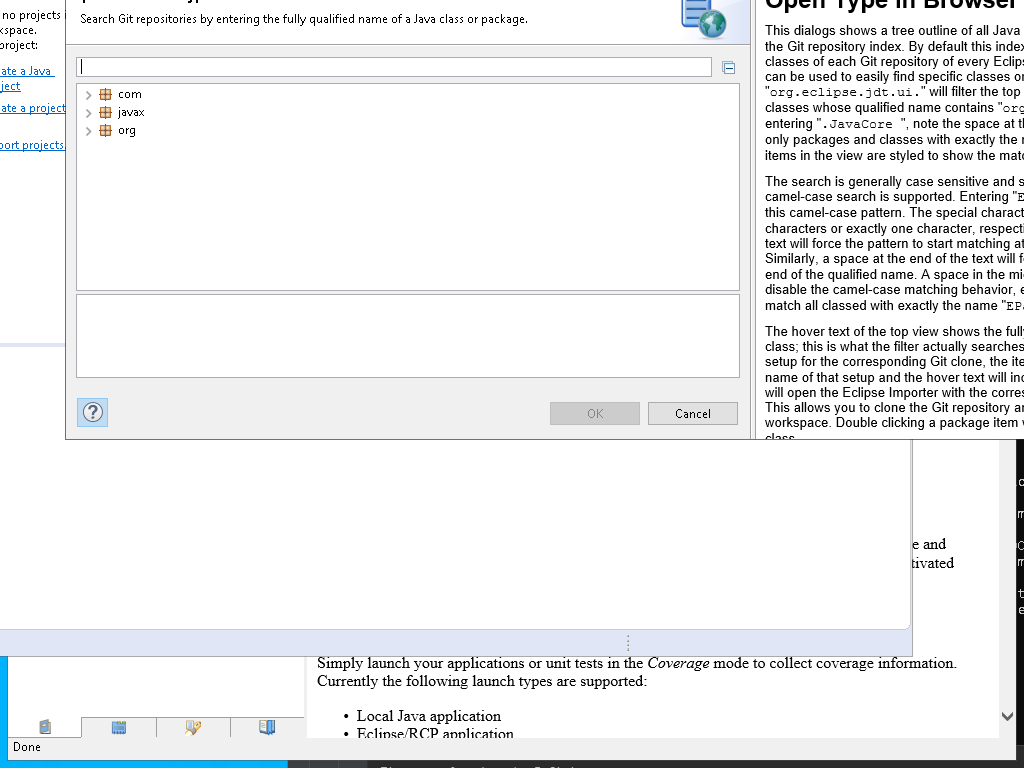 no projects
kspace.
project:
ate a Java
ject
ate a project
port projects.
Search Git repositories by entering the fully qualified name of a Java class or package.
com
javax
org
OK
Cancel
Open Type in Browser
This dialogs shows a tree outline of all Java
the Git repository index. By default this index
classes of each Git repository of every Eclips
can be used to easily find specific classes or
"org.eclipse.jdt.ui." will filter the top
classes whose qualified name contains "org
entering ".JavaCore ", note the space at th
only packages and classes with exactly the n
items in the view are styled to show the matc
The search is generally case sensitive and s
camel-case search is supported. Entering "E
this camel-case pattern. The special charact
characters or exactly one character, respecti
text will force the pattern to start matching at
Similarly, a space at the end of the text will f
end of the qualified name. A space in the mi
disable the camel-case matching behavior, e
match all classed with exactly the name "EPa
The hover text of the top view shows the fully
class; this is what the filter actually searches
setup for the corresponding Git clone, the ite
name of that setup and the hover text will inc
will open the Eclipse Importer with the corres
This allows you to clone the Git repository an
workspace. Double clicking a package item w
class.
e and
tivated
Simply launch your applications or unit tests in the Coverage mode to collect coverage information.
Currently the following launch types are supported:
• Local Java application
• Eclipse/RCP application
Done